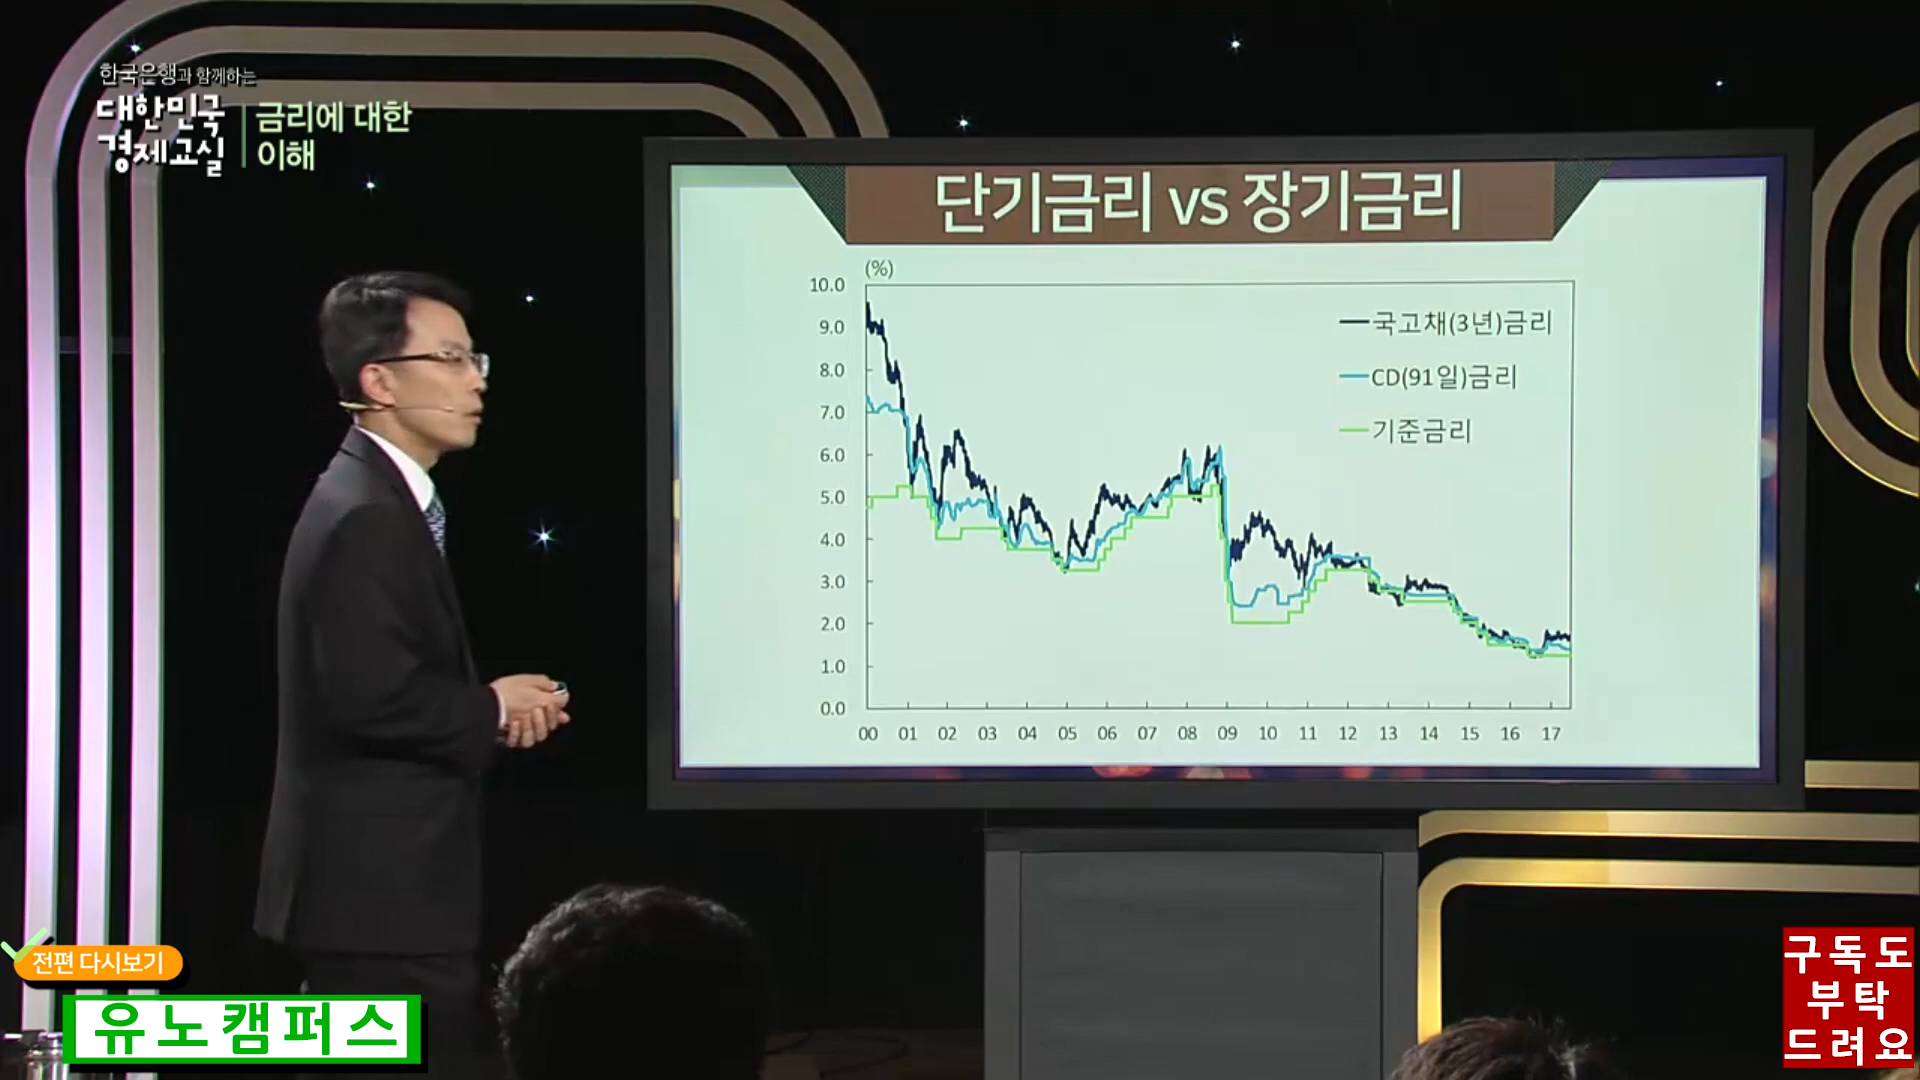 한국은행과 함께하는
대한민국
경제교실
금리에 대한
이해
단기금리 vs 장기금리
(%)
10.0
9.0
8.0
7.0
6.0
5.0
4.0
3.0
2.0
1.0
0.0
국고채(3년)금리
CD(91일)금리
기준금리
00 01 02 03 04 05 06 07 08 09 10 11 12 13 14 15 16 17
전편 다시보기
유노캠퍼스
구독도
부탁
드려요